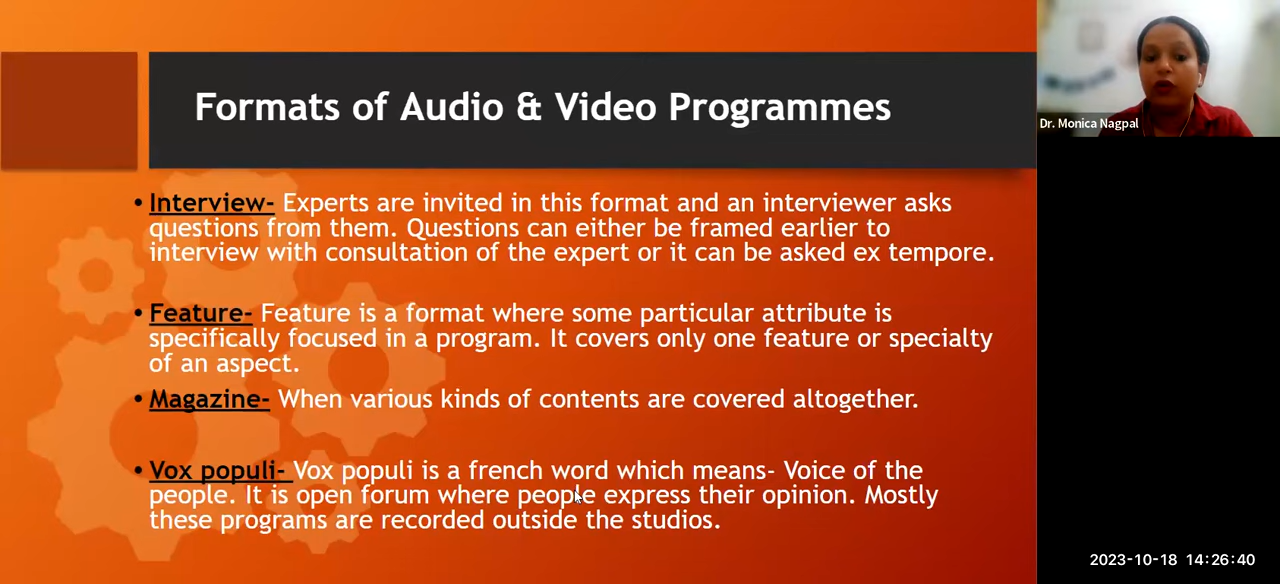 Formats of Audio & Video Programmes
Dr. Monica Nagpal
• Interview- Experts are invited in this format and an interviewer asks
questions from them. Questions can either be framed earlier to
interview with consultation of the expert or it can be asked ex tempore.
• Feature- Feature is a format where some particular attribute is
specifically focused in a program. It covers only one feature or specialty
of an aspect.
• Magazine- When various kinds of contents are covered altogether.
• Vox populi- Vox populi is a french word which means- Voice of the
people. It is open forum where people express their opinion. Mostly
these programs are recorded outside the studios.
2023-10-18 14:26:40